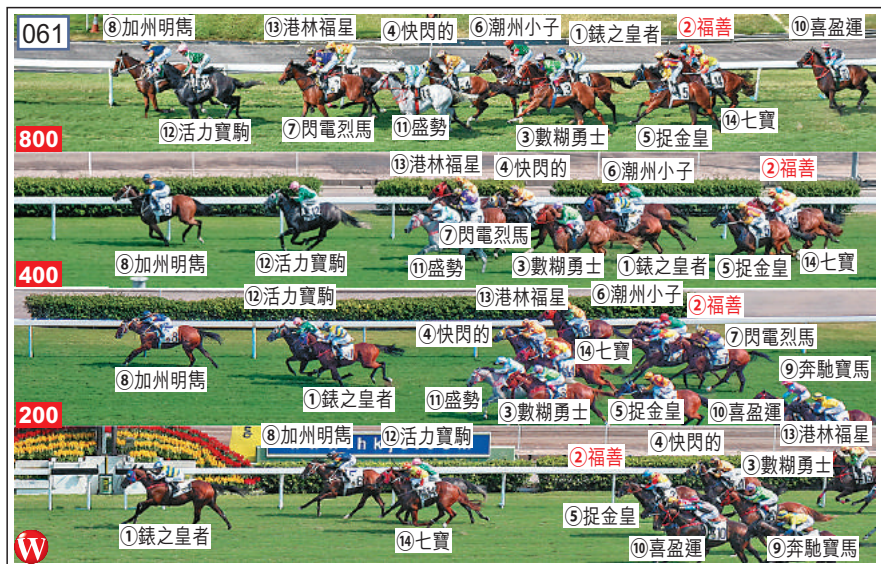 061
⑧加州明雋
⑬港林福星
④快閃的
⑥潮州小子
①錶之皇者
②福善
⑩喜盈運
⑫活力寶駒
⑦閃電烈馬
⑪盛勢
③數糊勇士
⑤捉金皇
⑭七寶
800
⑬港林福星
④快閃的
⑥潮州小子
②福善
⑦閃電烈馬
⑧加州明雋
⑫活力寶駒
⑪盛勢
③數糊勇士
①錶之皇者
⑤捉金皇
⑭七寶
400
⑫活力寶駒
⑬港林福星
⑥潮州小子
②福善
④快閃的
⑭七寶
⑦閃電烈馬
⑨奔馳寶馬
⑧加州明雋
①錶之皇者
⑪盛勢
③數糊勇士
⑤捉金皇
⑩喜盈運
200
⑬港林福星
⑧加州明雋
⑫活力寶駒
②福善
④快閃的
③數糊勇士
①錶之皇者
⑭七寶
⑤捉金皇
⑩喜盈運
⑨奔馳寶馬
W